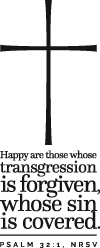 Happy are those whose
transgression
is forgiven,
whose sin
is covered.
PSALM 32:1, NRSV